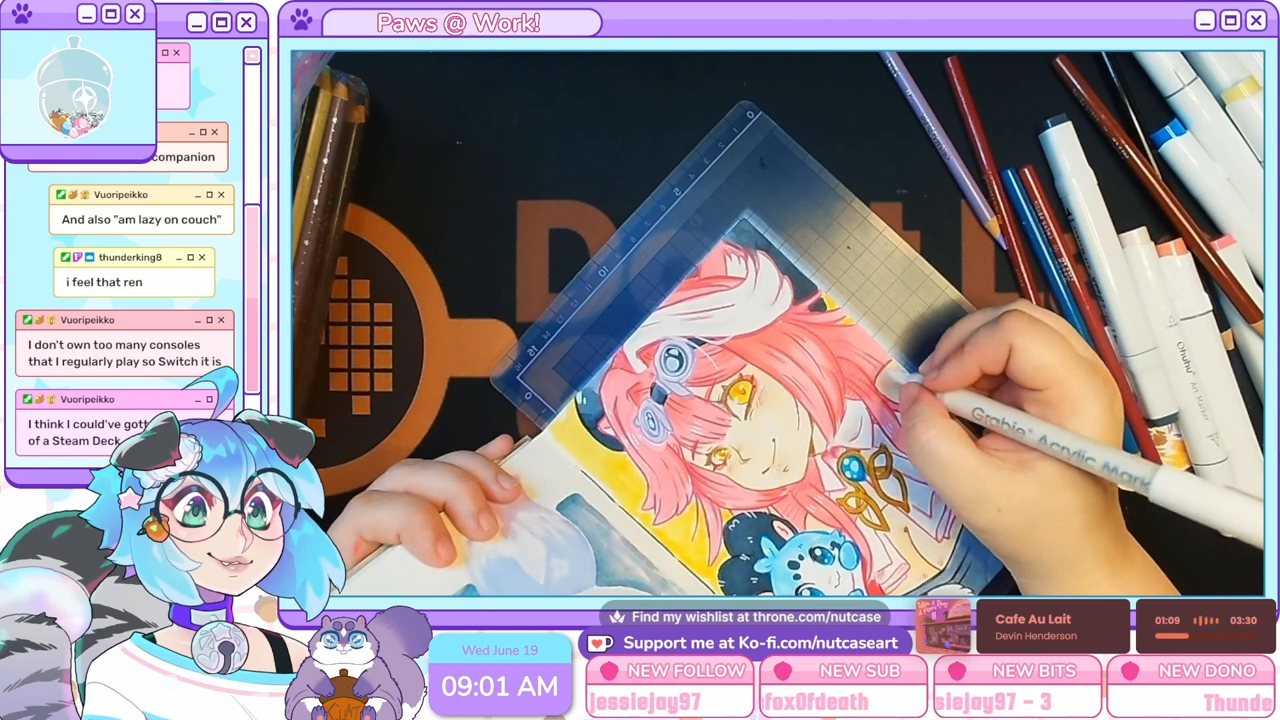 Paws @ Work!
companion
Vuoripeikko
And also "am lazy on couch"
thunderking8
i feel that ren
Vuoripeikko
I don't own too many consoles
that I regularly play so Switch it is
Vuoripeikko
I think I could've gott
of a Steam Deck
Ohuhu Art Marker
Grabie Acrylic Mark
CHAT
Wed June 19
09:01 AM
Find my wishlist at throne.com/nutcase
Support me at Ko-fi.com/nutcaseart
Cafe Au Lait
Devin Henderson
01:09
03:30
NEW FOLLOW
NEW SUB
NEW BITS
NEW DONO
jessiejay97
fox0fdeath
siejay97 - 3
Thunde